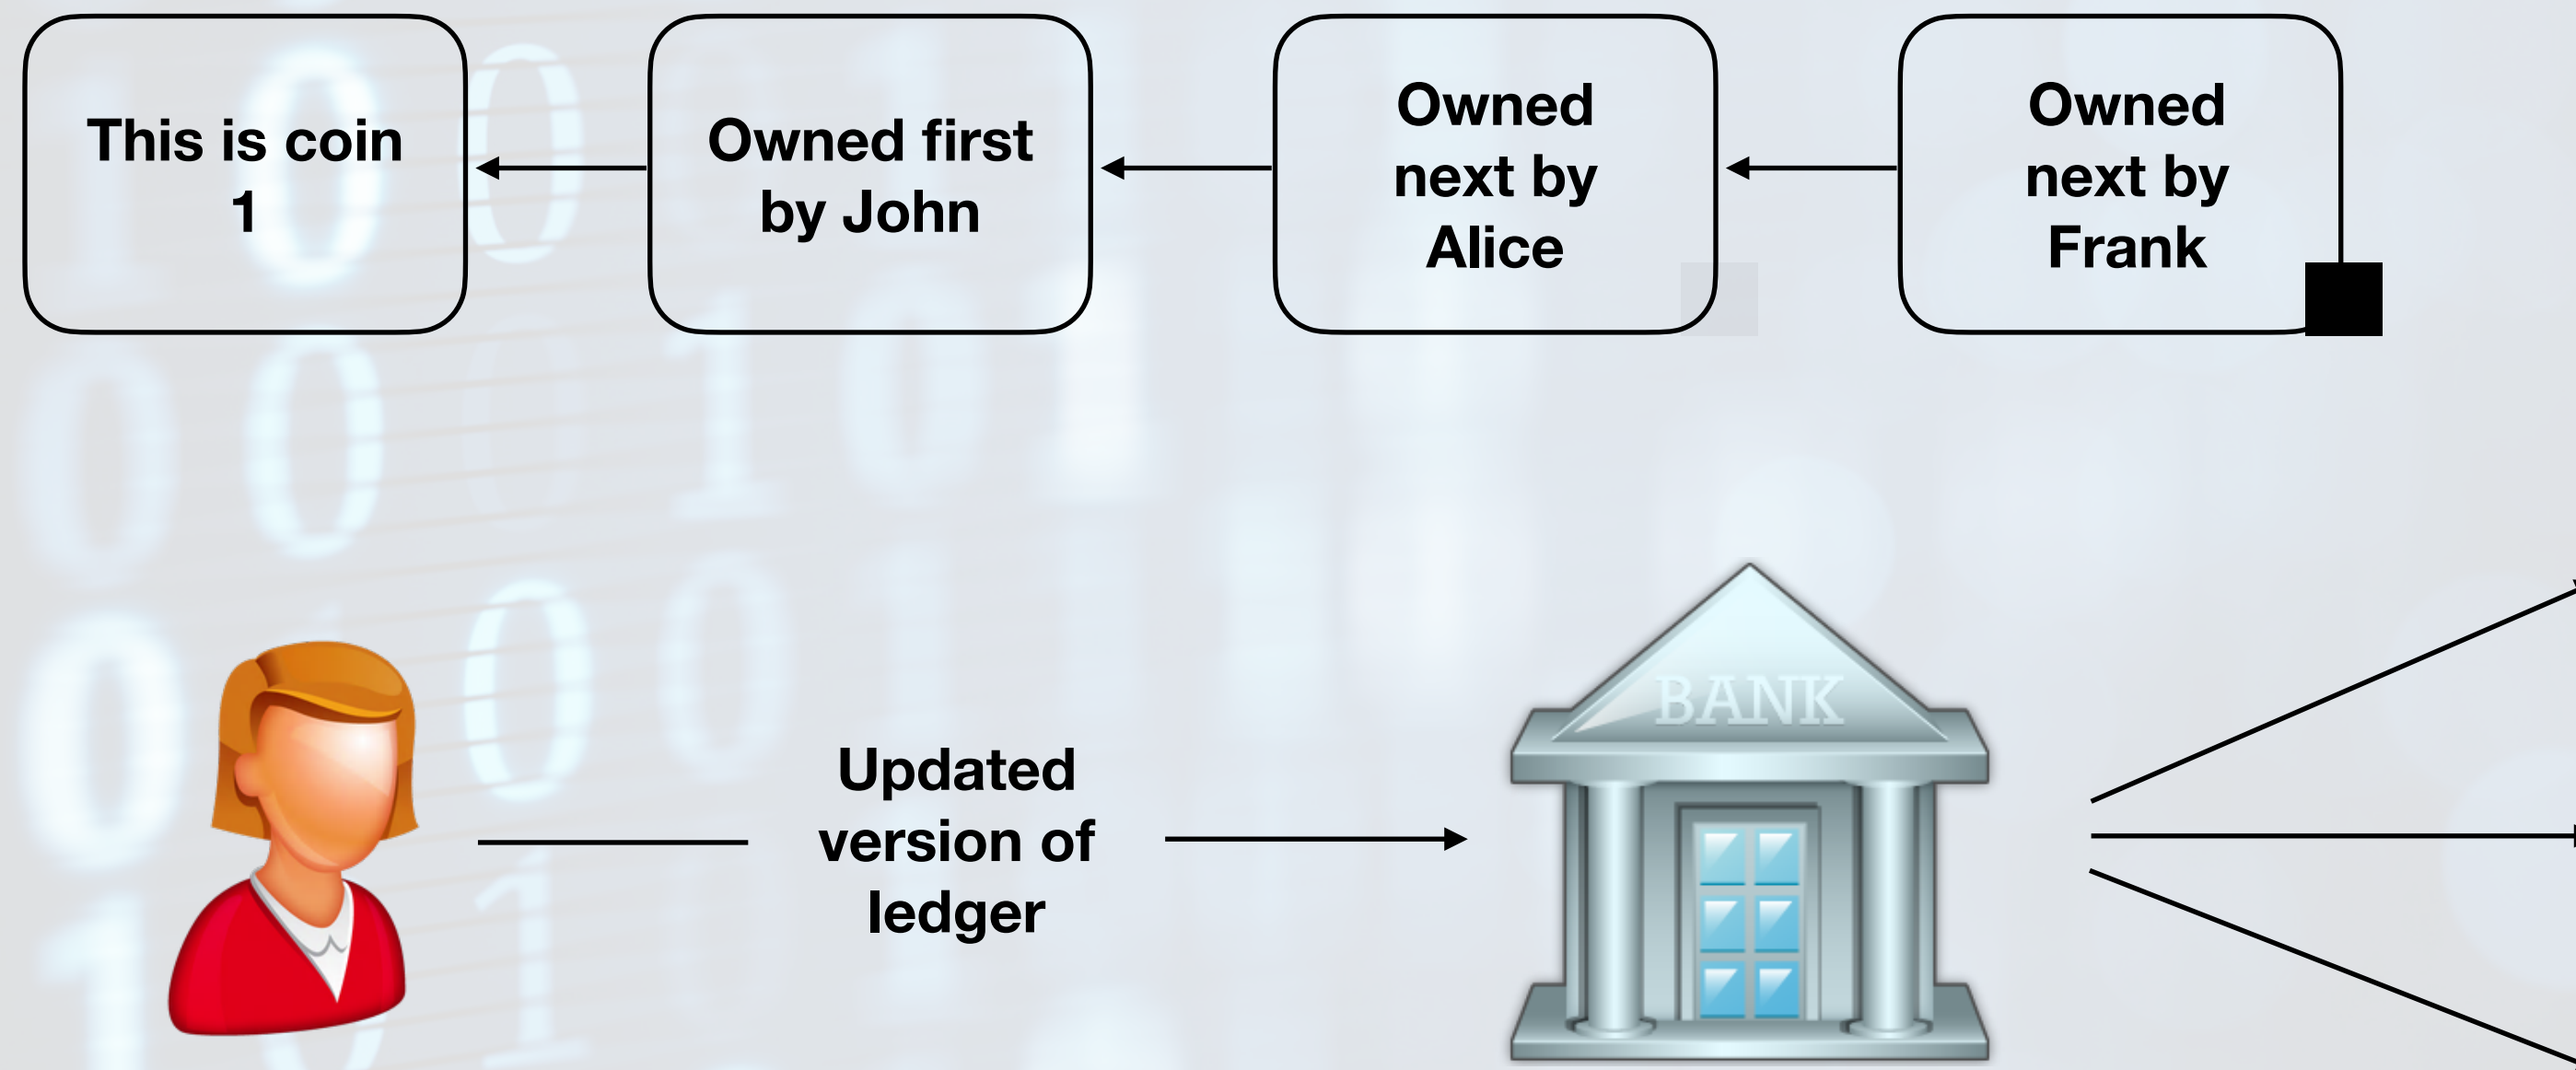 This is coin
1
Owned first
by John
Owned
next by
Alice
Owned
next by
Frank
Updated
version of
ledger
BANK